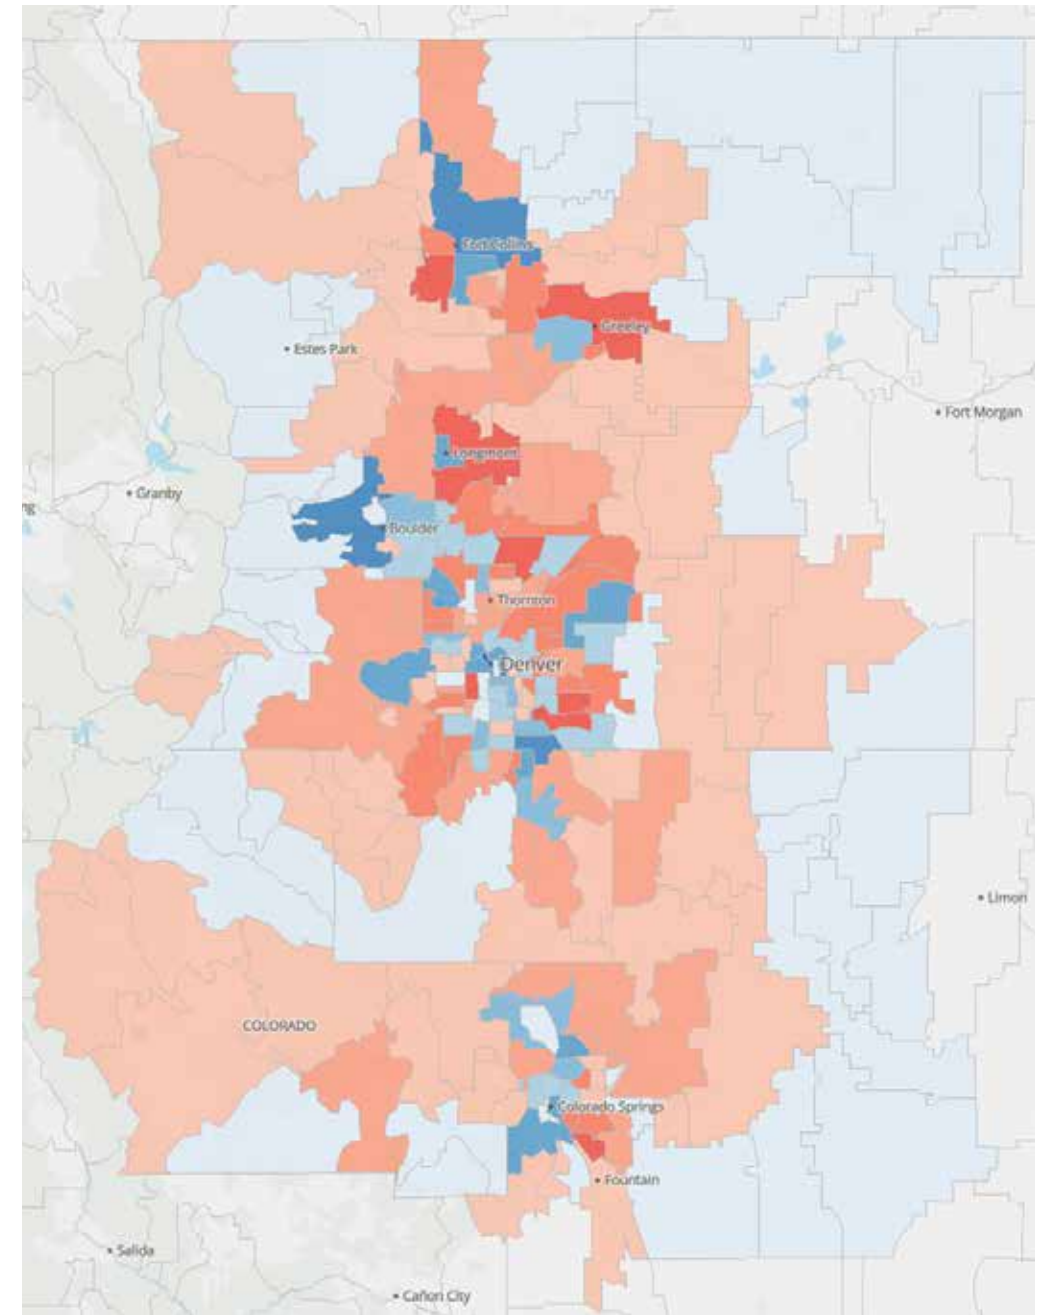 Fort Collins
Greeley
Estes Park
Fort Morgan
Longmont
Granby
ng
Boulder
Thornton
Denver
Limon
COLORADO
Colorado Springs
Fountain
Salida
Cañon City